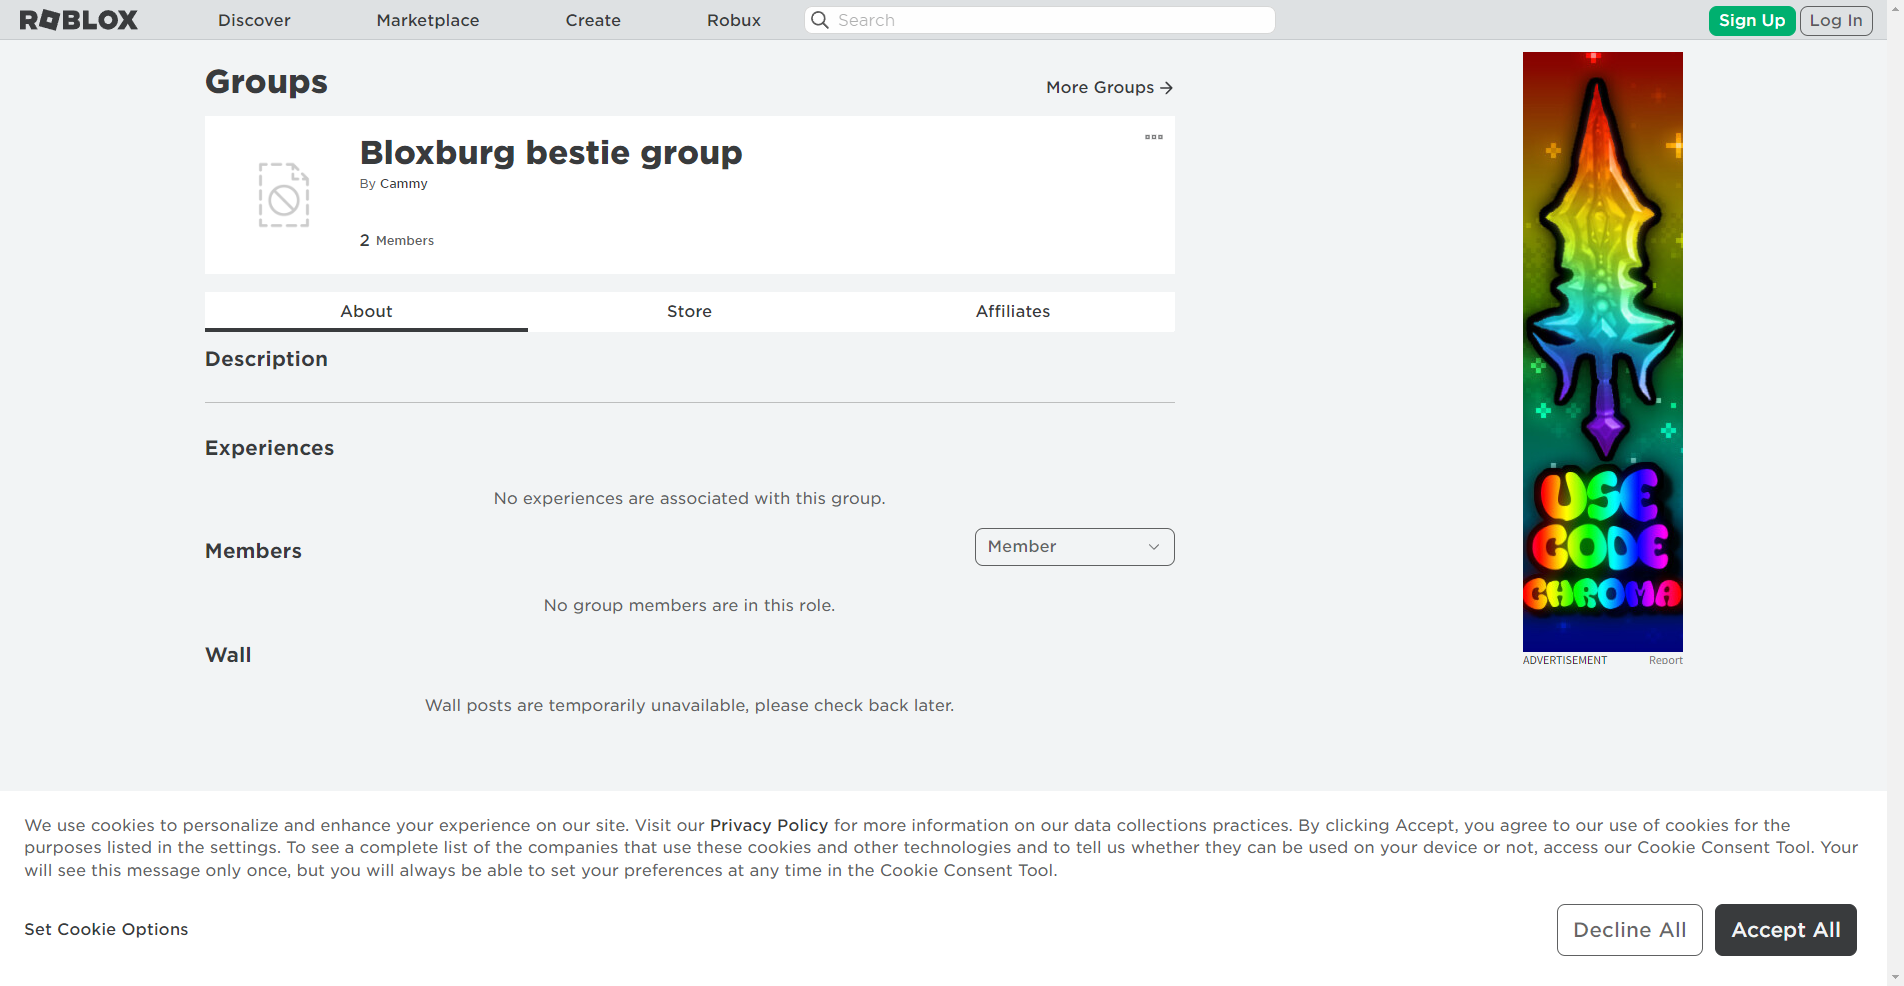 ROBLOX
Discover
Marketplace
Create
Robux
Search
Sign Up
Log In
Groups
More Groups
Bloxburg bestie group
By Cammy
2 Members
About
Store
Affiliates
Description
Experiences
No experiences are associated with this group.
Members
Member
No group members are in this role.
Wall
Wall posts are temporarily unavailable, please check back later.
USE
CODE
CHROMA
ADVERTISEMENT
Report
We use cookies to personalize and enhance your experience on our site. Visit our Privacy Policy for more information on our data collections practices. By clicking Accept, you agree to our use of cookies for the
purposes listed in the settings. To see a complete list of the companies that use these cookies and other technologies and to tell us whether they can be used on your device or not, access our Cookie Consent Tool. Your
will see this message only once, but you will always be able to set your preferences at any time in the Cookie Consent Tool.
Set Cookie Options
Decline All
Accept All